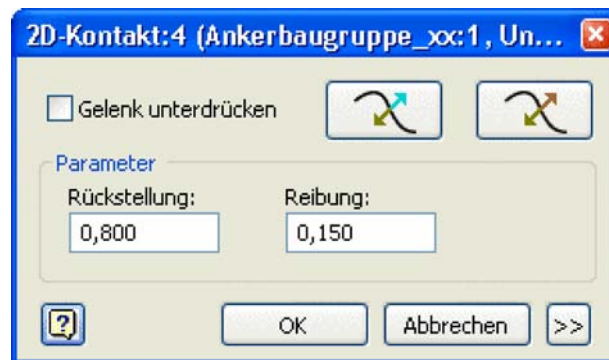 2D-Kontakt:4 (Ankerbaugruppe_xx:1, Un...
Gelenk unterdrücken
Parameter
Rückstellung: Reibung:
0,800 0,150
OK Abbrechen >>